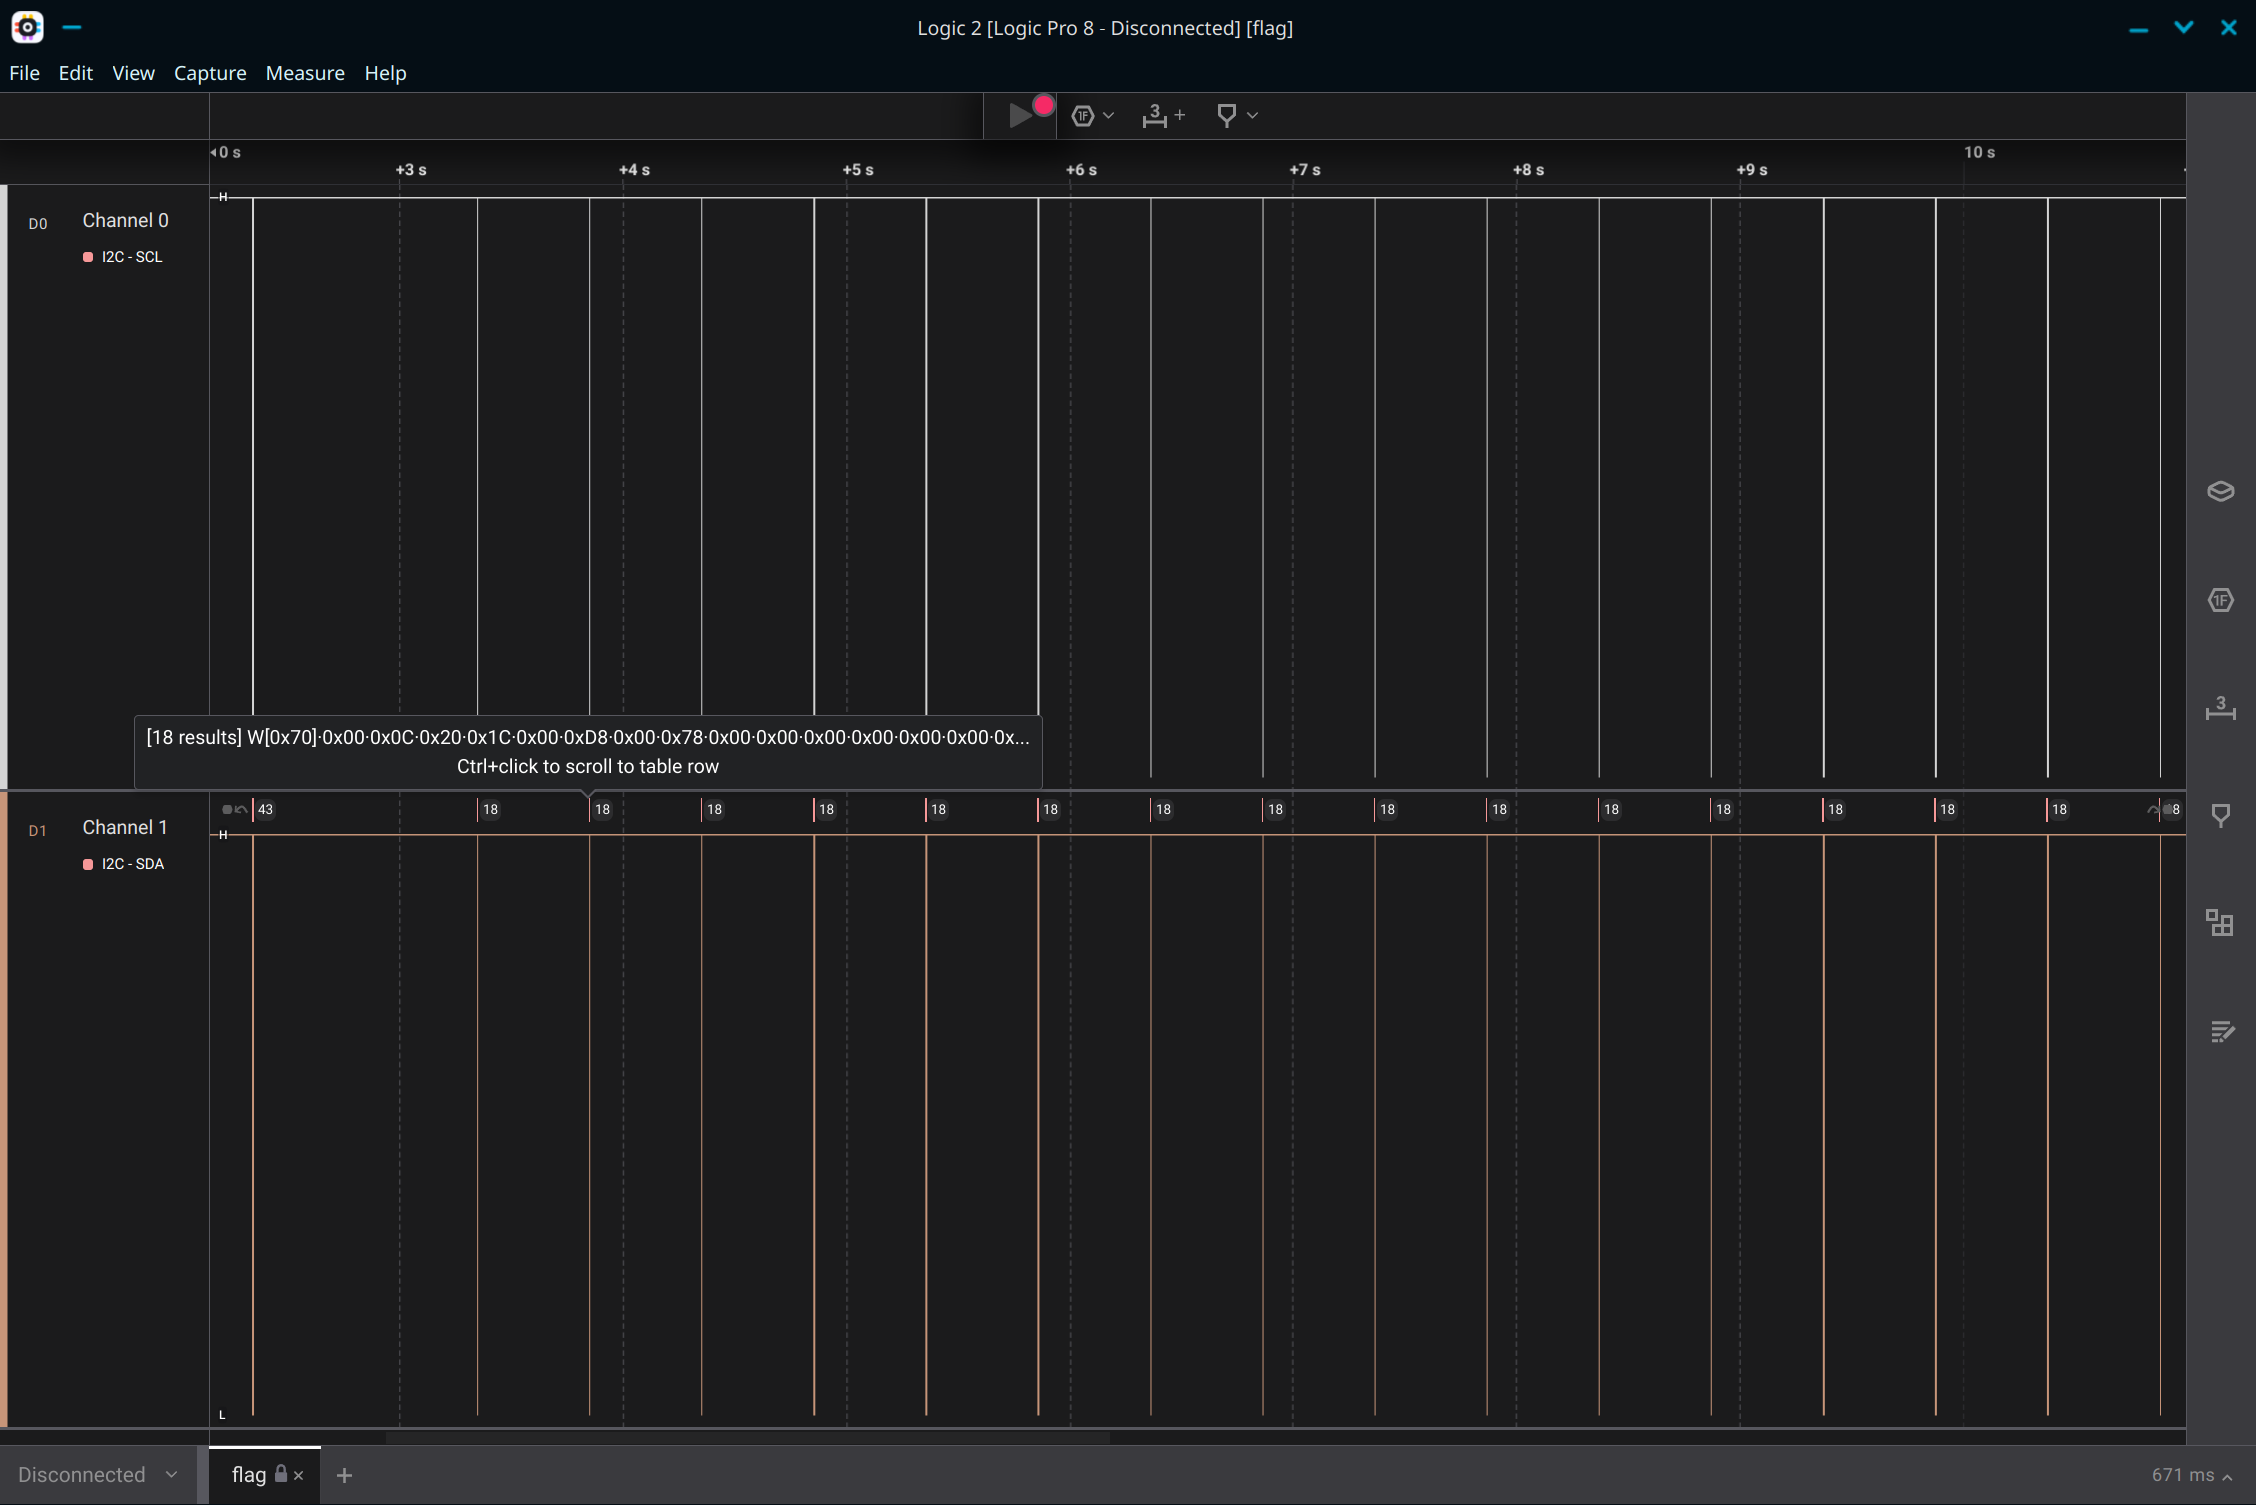 Logic 2 [Logic Pro 8 - Disconnected] [flag]
File Edit View Capture Measure Help
1F 3 +
0 s 10 s
+3 s +4 s +5 s +6 s +7 s +8 s +9 s
H
D0 Channel 0
I2C - SCL
1F
3
[18 results] W[0x70]·0x00·0x0C·0x20·0x1C·0x00·0xD8·0x00·0x78·0x00·0x00·0x00·0x00·0x00·0x00·0x...
Ctrl+click to scroll to table row
43 18 18 18 18 18 18 18 18 18 18 18 18 18 18 18 8
D1 Channel 1
H
I2C - SDA
L
Disconnected flag × + 671 ms